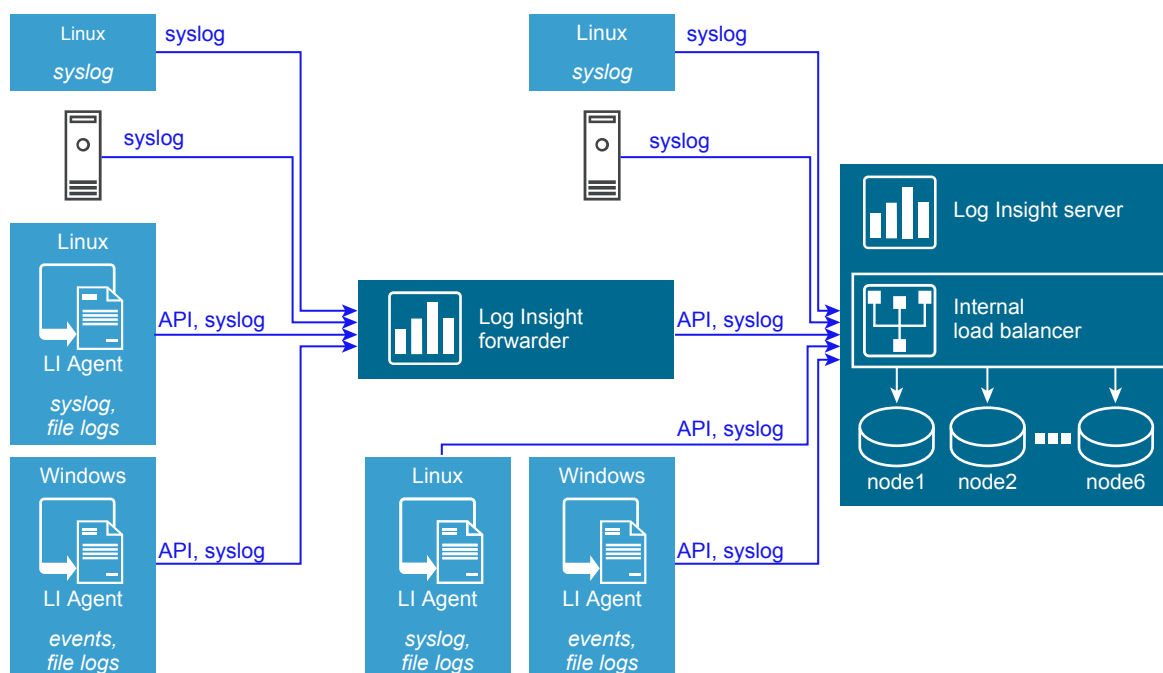 Linux
syslog
syslog
syslog
Linux
LI Agent
syslog,
file logs
API, syslog
Windows
LI Agent
events,
file logs
API, syslog
Log Insight
forwarder
API, syslog
Linux
syslog
syslog
syslog
Linux
LI Agent
syslog,
file logs
API, syslog
Windows
LI Agent
events,
file logs
API, syslog
Log Insight server
Internal
load balancer
node1
node2
node6